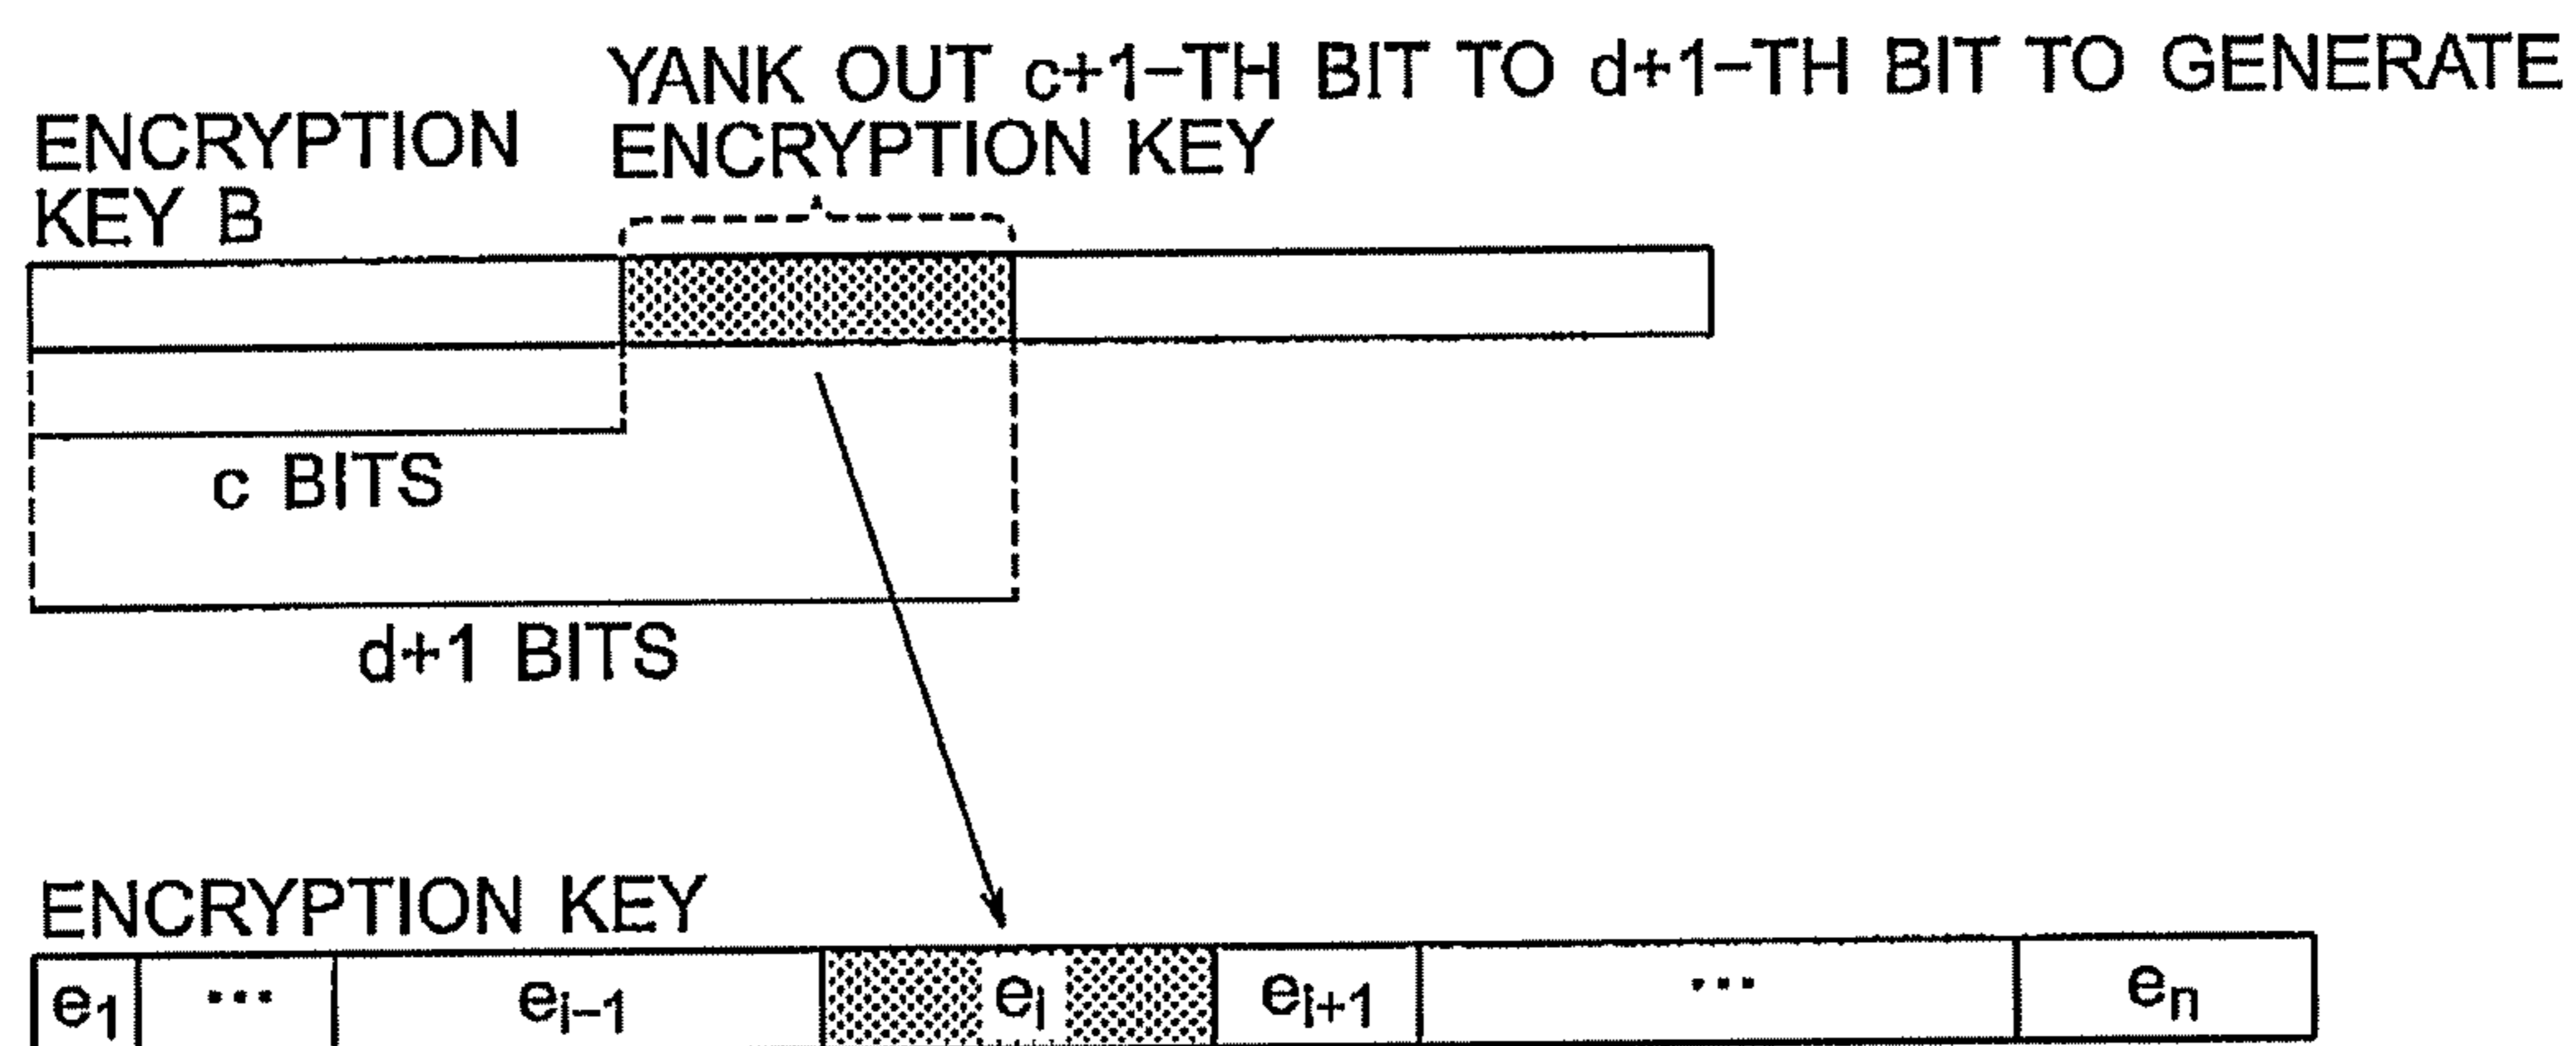 YANK OUT c+1-TH BIT TO d+1-TH BIT TO GENERATE
ENCRYPTION KEY
ENCRYPTION
KEY B
c BITS
d+1 BITS
ENCRYPTION KEY
e1 ... ei-1 ei ei+1 ... en